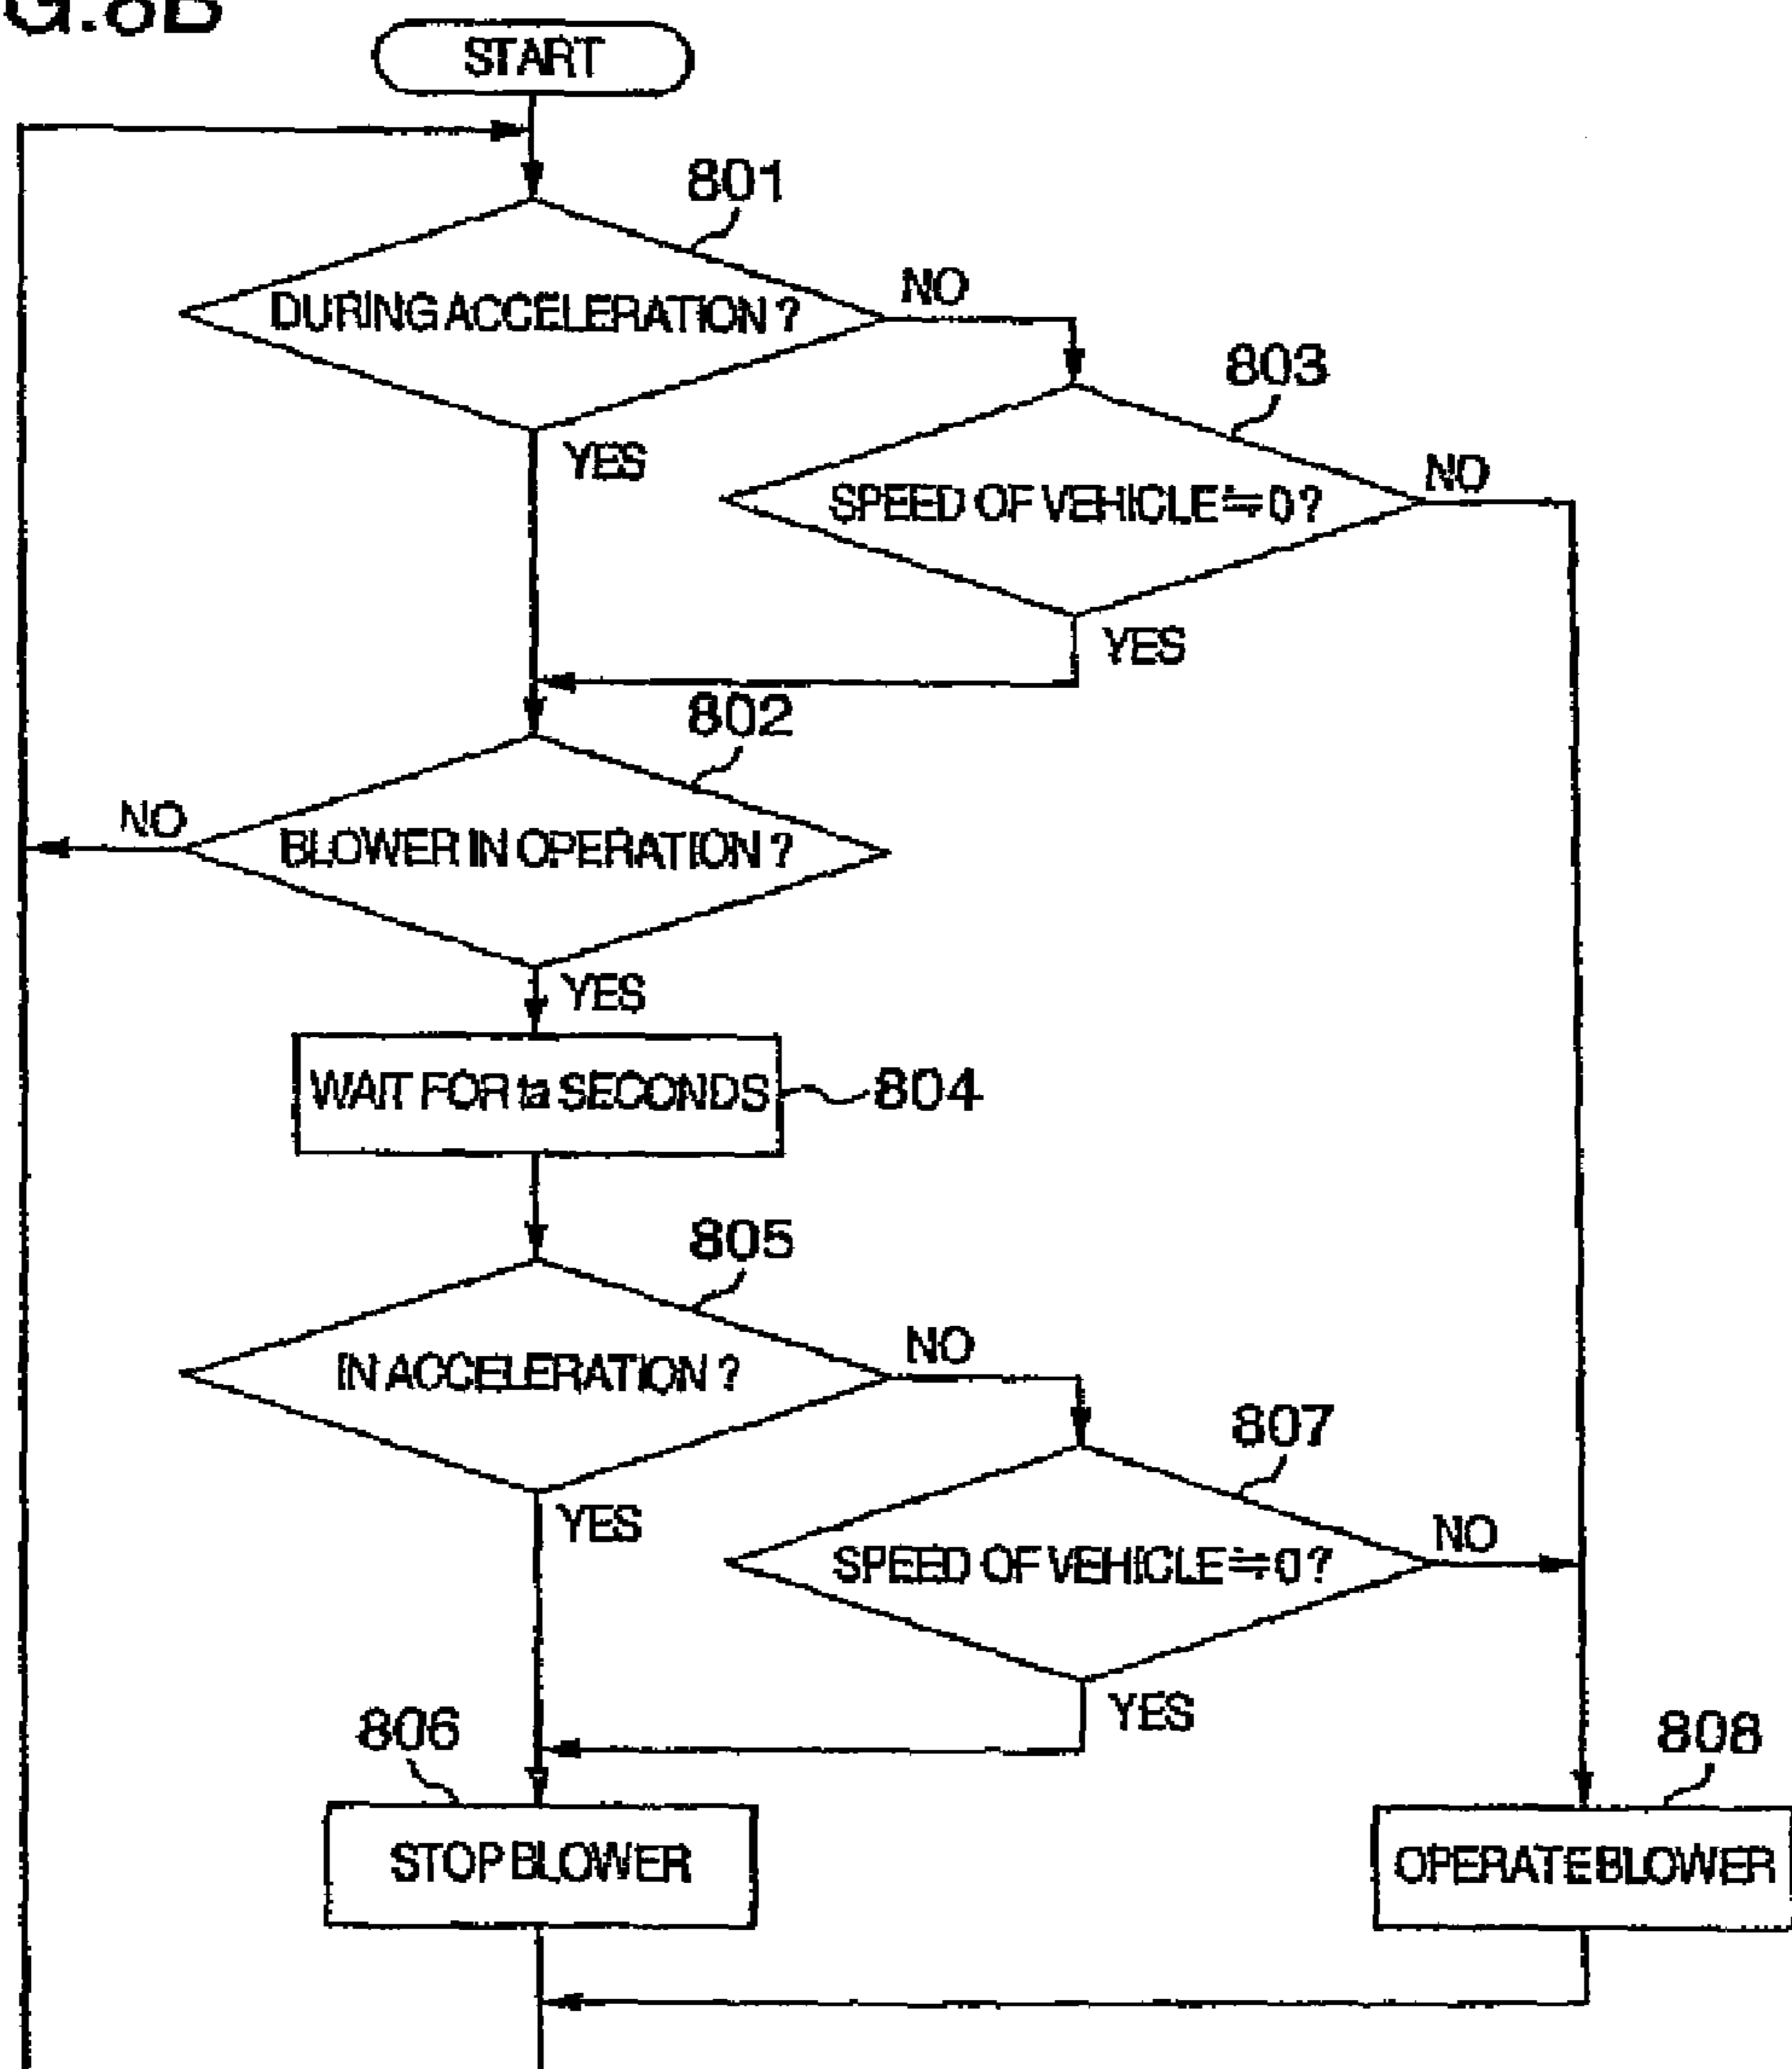 G.8B
START
801
DURING ACCELERATION ?
NO
803
YES
SPEED OF VEHICLE≒0?
NO
YES
802
NO
BLOWER IN OPERATION ?
YES
WAIT FOR ta SECONDS
804
805
IN ACCELERATION ?
NO
807
YES
SPEED OF VEHICLE≒0?
NO
YES
806
808
STOP BLOWER
OPERATE BLOWER